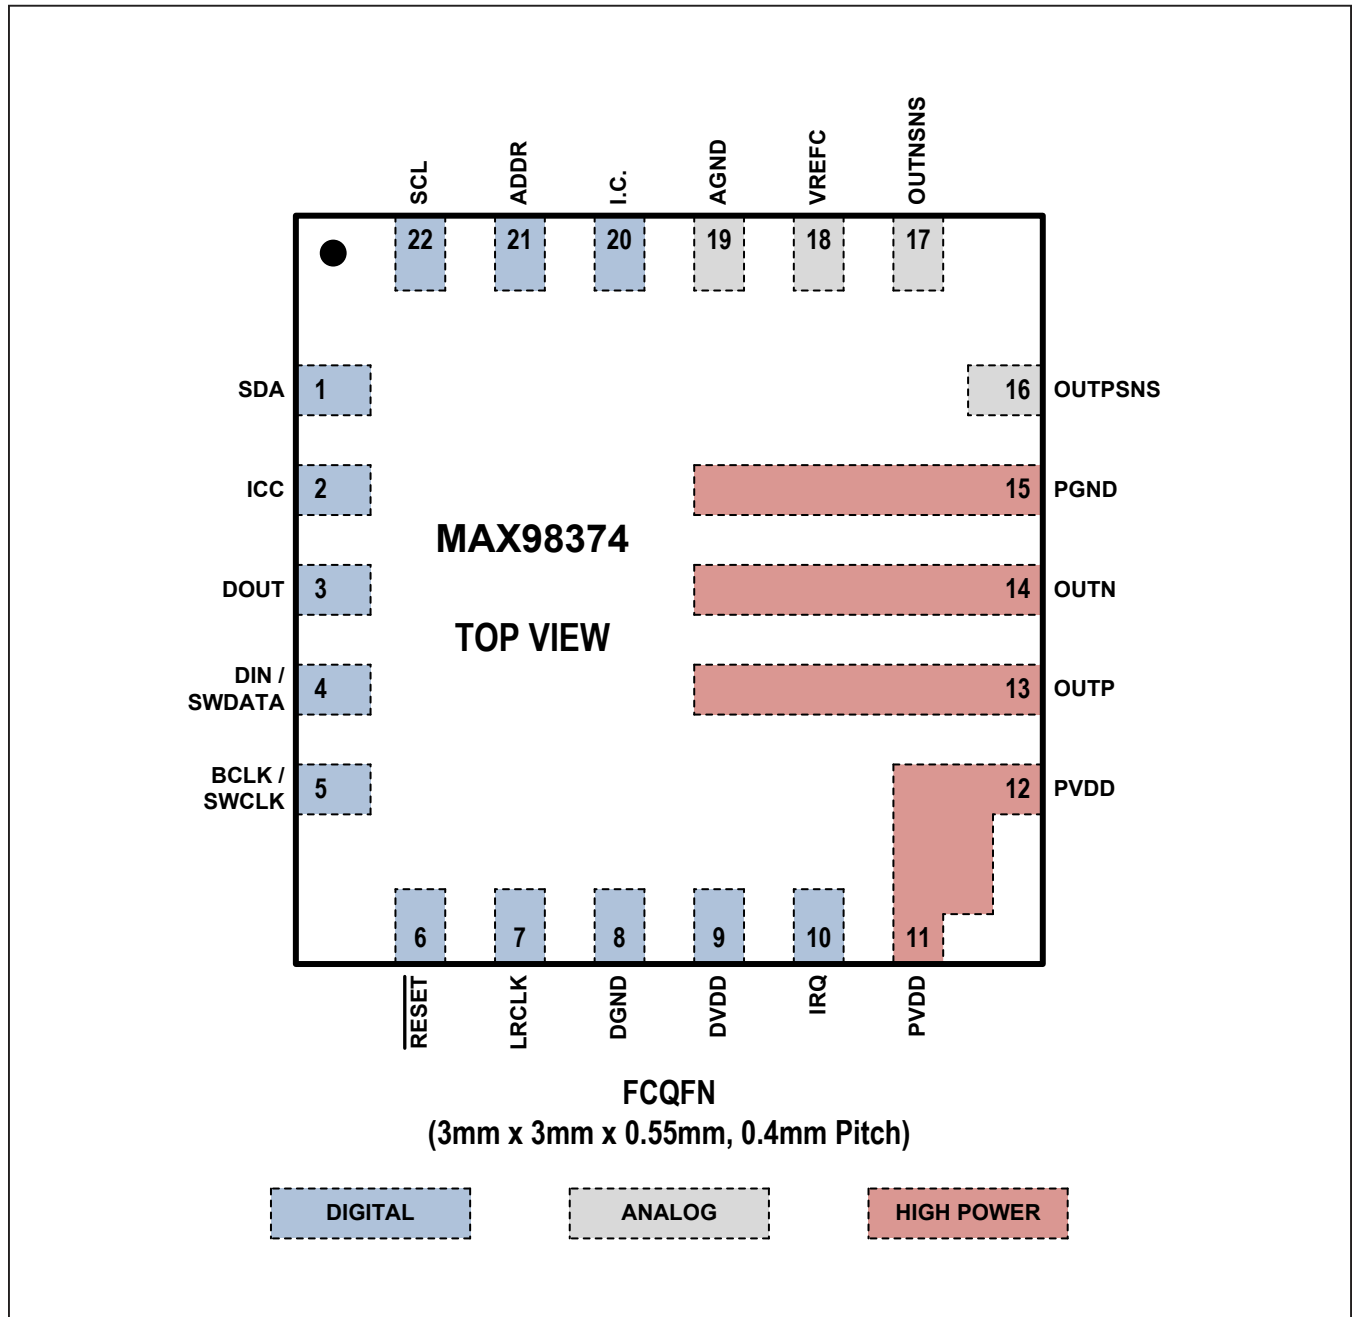 SCL
ADDR
I.C.
AGND
VREFC
OUTNSNS
22
21
20
19
18
17
SDA
1
16
OUTPSNS
ICC
2
15
PGND
MAX98374
DOUT
3
14
OUTN
TOP VIEW
DIN /
SWDATA
4
13
OUTP
BCLK /
SWCLK
5
12
PVDD
6
7
8
9
10
11
RESET
LRCLK
DGND
DVDD
IRQ
PVDD
FCQFN
(3mm x 3mm x 0.55mm, 0.4mm Pitch)
DIGITAL
ANALOG
HIGH POWER